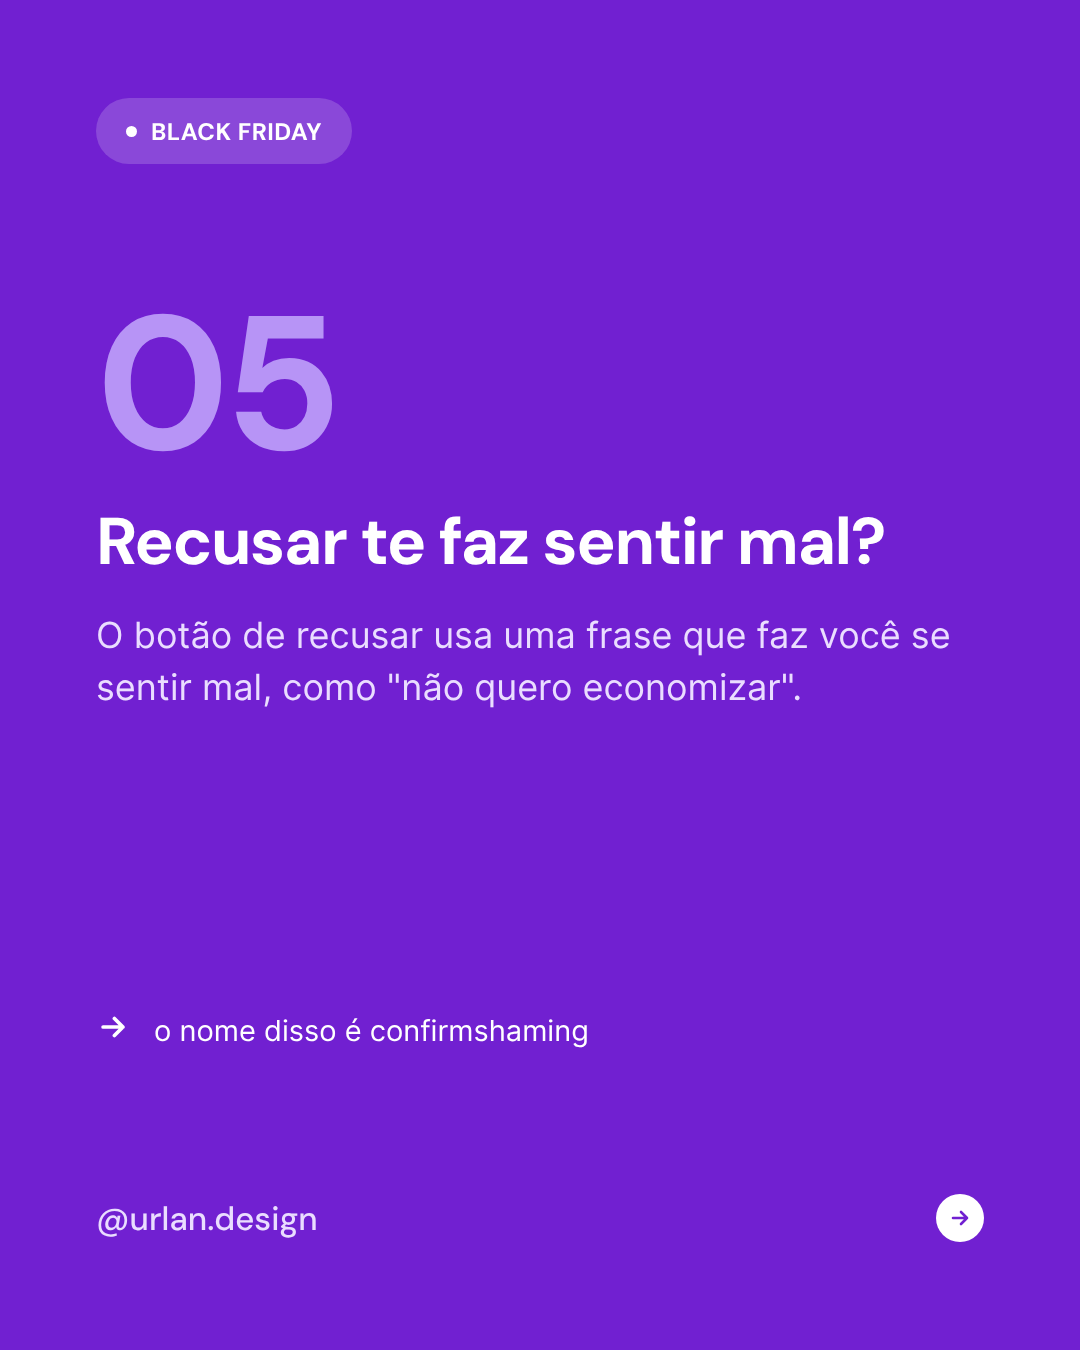 BLACK FRIDAY
05
Recusar te faz sentir mal?
O botão de recusar usa uma frase que faz você se
sentir mal, como "não quero economizar".
→ o nome disso é confirmshaming
@urlan.design
→